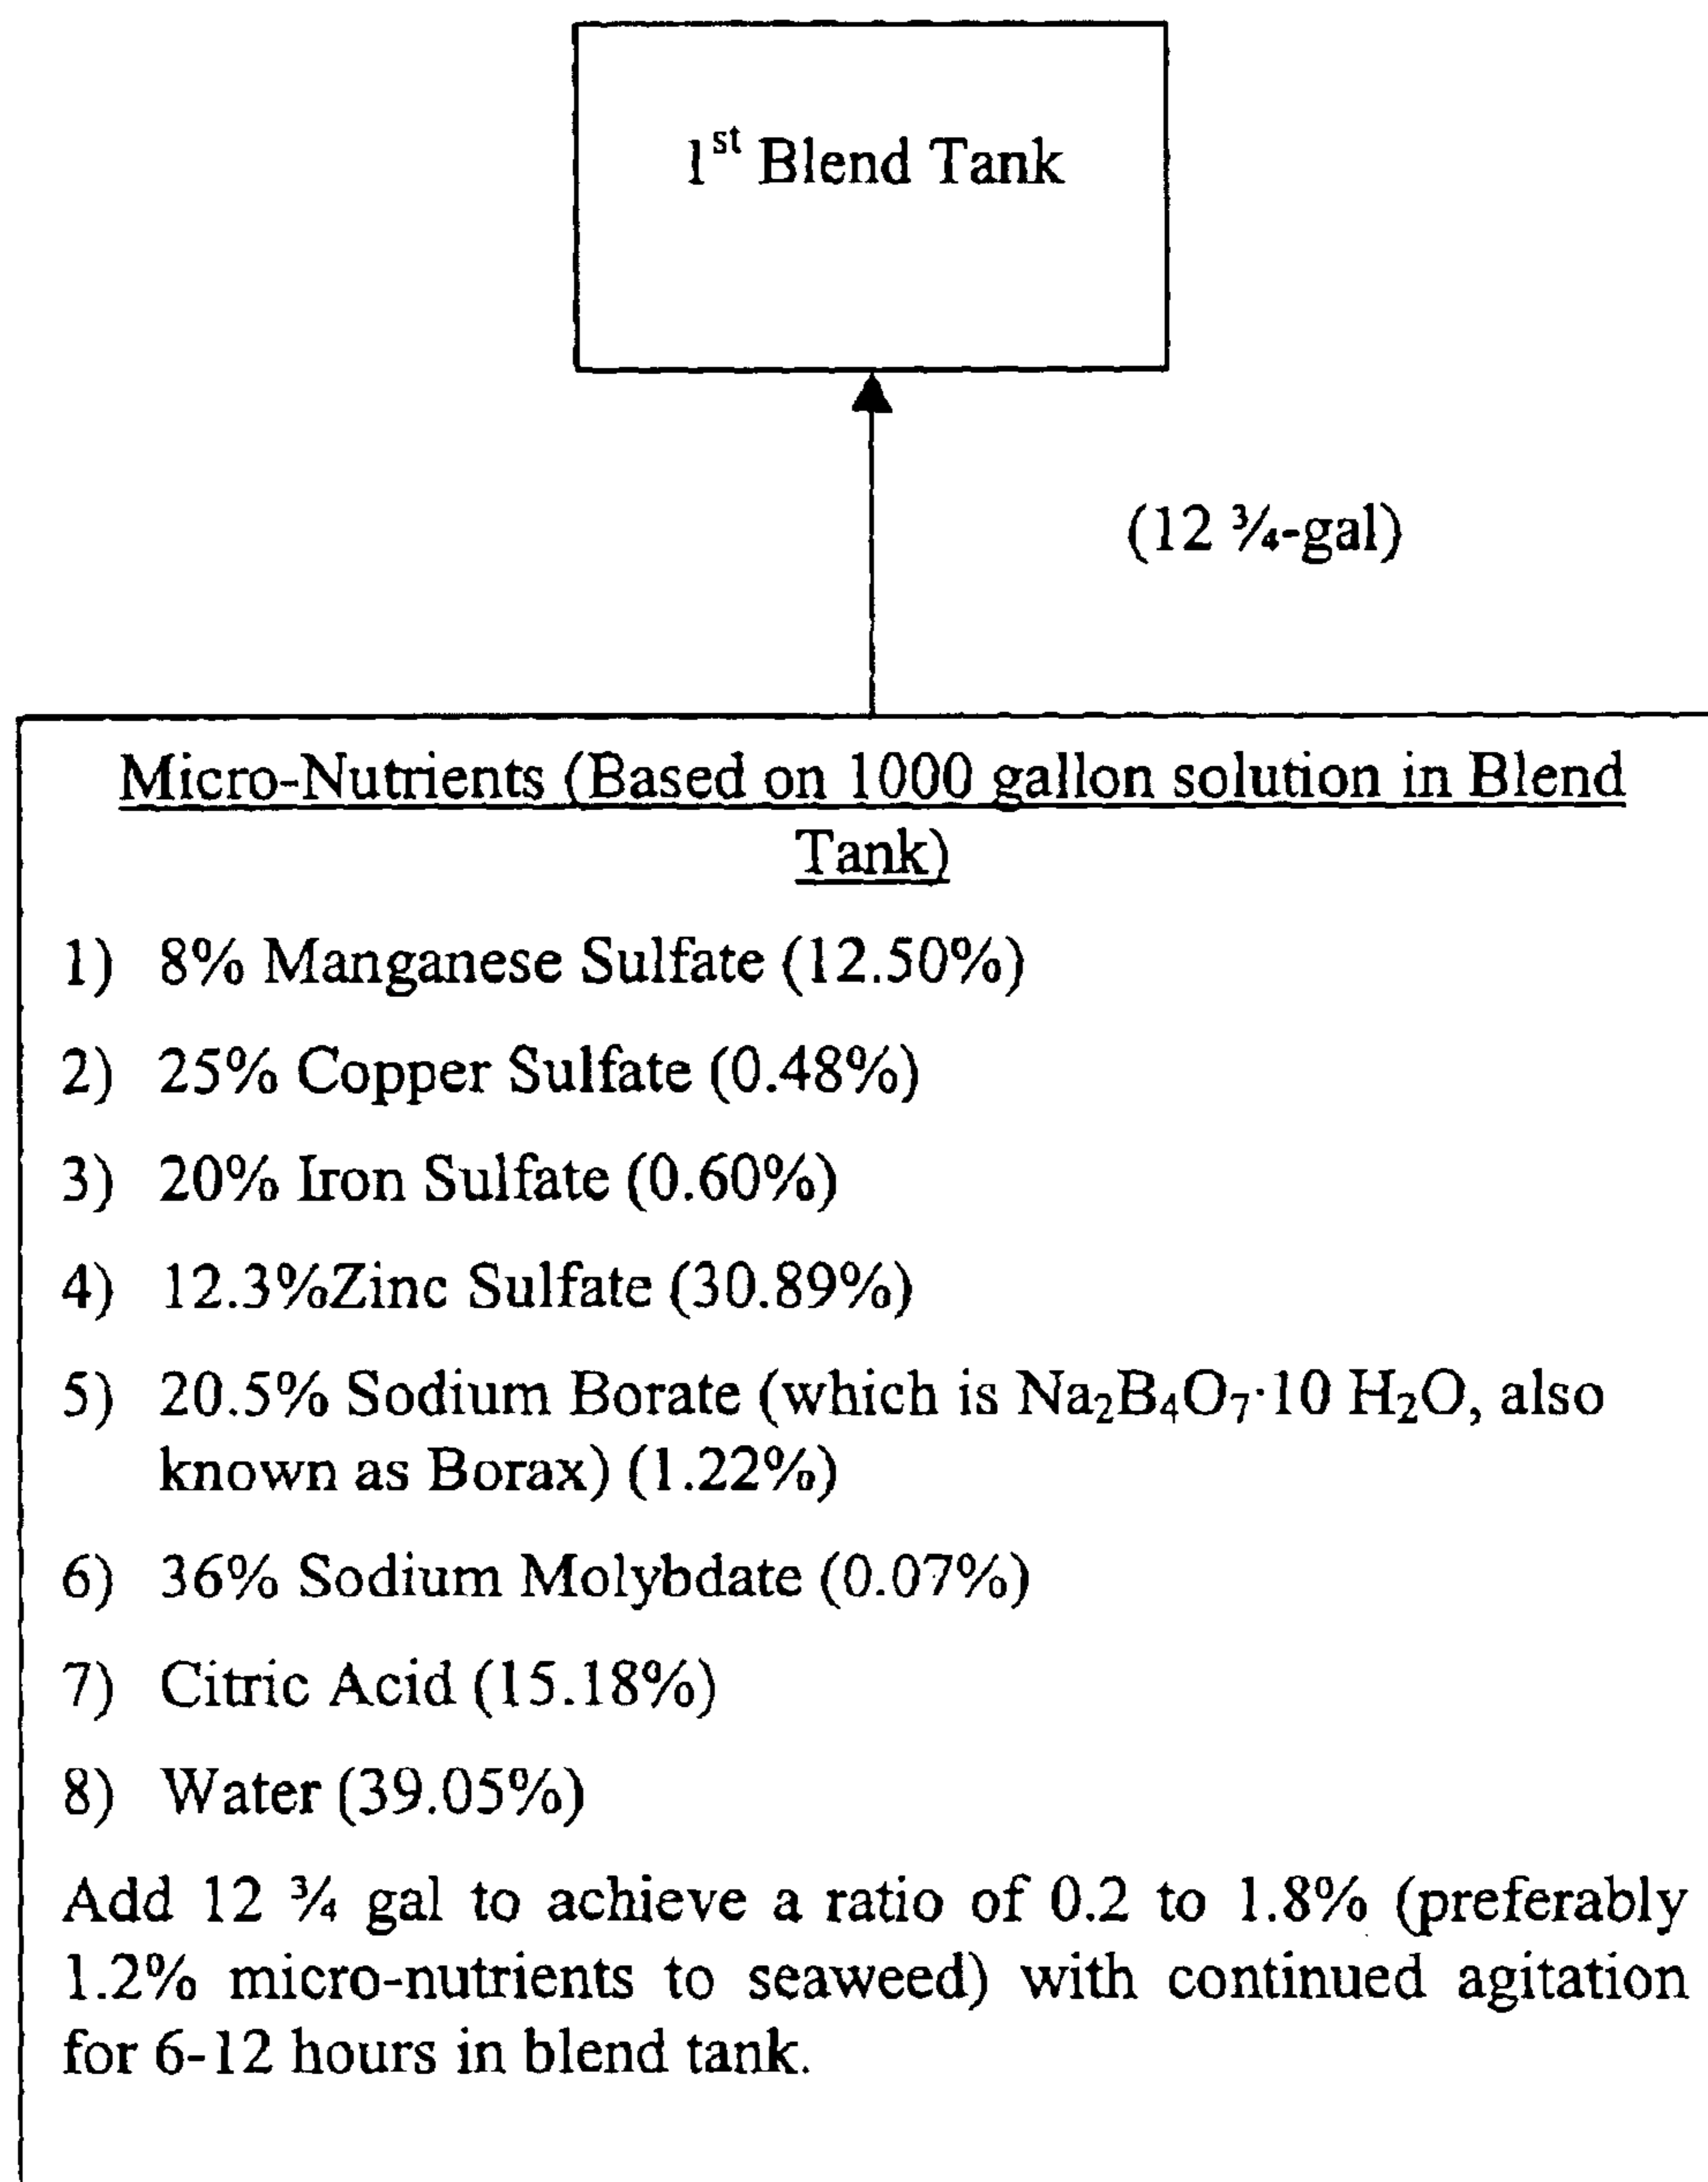 1st Blend Tank
(12 ¾-gal)
Micro-Nutrients (Based on 1000 gallon solution in Blend
Tank)
1) 8% Manganese Sulfate (12.50%)
2) 25% Copper Sulfate (0.48%)
3) 20% Iron Sulfate (0.60%)
4) 12.3%Zinc Sulfate (30.89%)
5) 20.5% Sodium Borate (which is Na₂B₄O₇·10 H₂O, also
known as Borax) (1.22%)
6) 36% Sodium Molybdate (0.07%)
7) Citric Acid (15.18%)
8) Water (39.05%)
Add 12 ¾ gal to achieve a ratio of 0.2 to 1.8% (preferably
1.2% micro-nutrients to seaweed) with continued agitation
for 6-12 hours in blend tank.